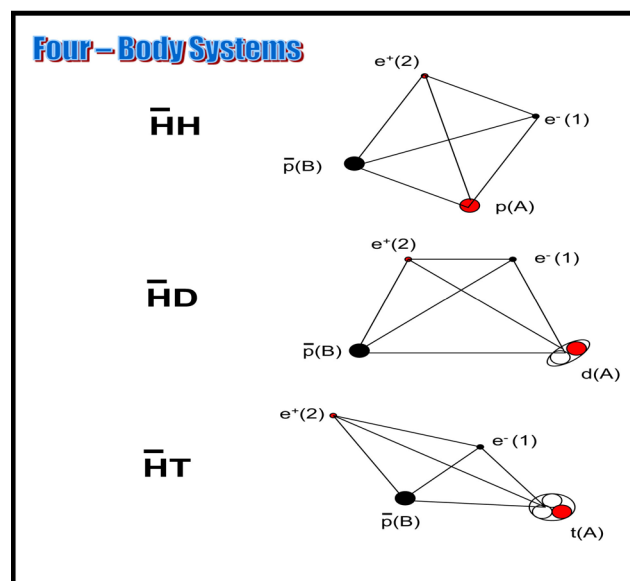 Four – Body Systems
H̅H
e⁺(2)
e⁻(1)
p̅(B)
p(A)
H̅D
e⁺(2)
e⁻(1)
p̅(B)
d(A)
H̅T
e⁺(2)
e⁻(1)
p̅(B)
t(A)